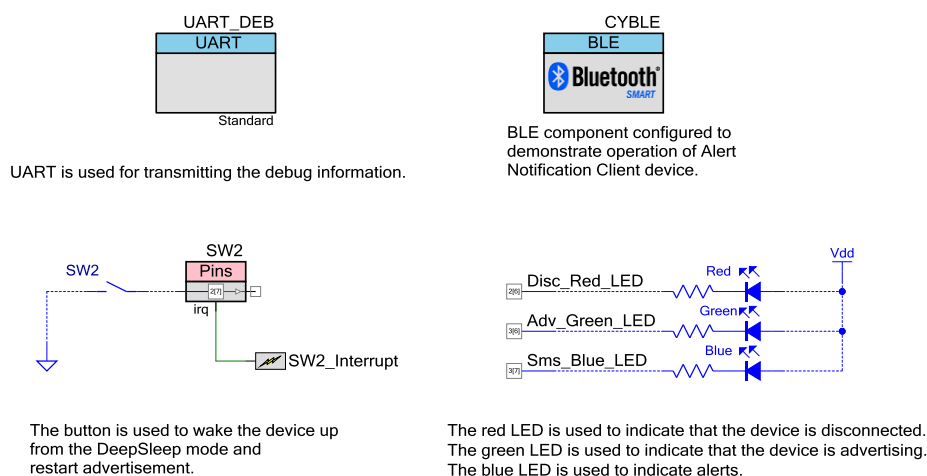 UART_DEB
UART
Standard
UART is used for transmitting the debug information.
CYBLE
BLE
Bluetooth®
SMART
BLE component configured to
demonstrate operation of Alert
Notification Client device.
SW2
SW2
Pins
2[7]
irq
SW2_Interrupt
The button is used to wake the device up
from the DeepSleep mode and
restart advertisement.
Vdd
2[6] Disc_Red_LED Red
3[6] Adv_Green_LED Green
3[7] Sms_Blue_LED Blue
The red LED is used to indicate that the device is disconnected.
The green LED is used to indicate that the device is advertising.
The blue LED is used to indicate alerts.